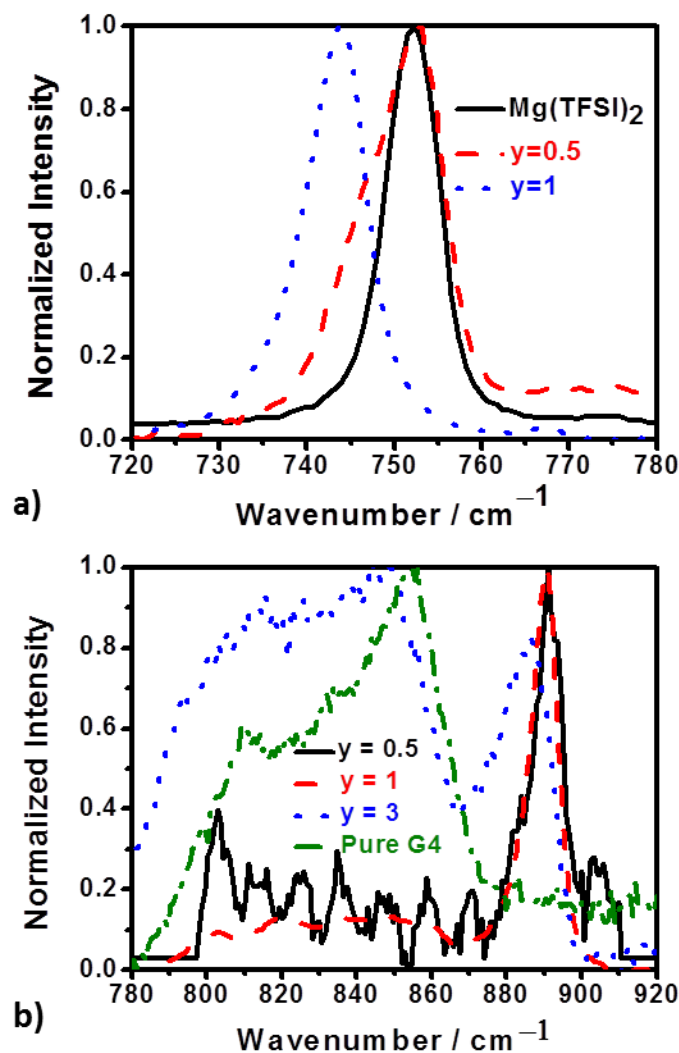 1.0
0.8
0.6
0.4
0.2
0.0
Normalized Intensity
Mg(TFSI)2
y=0.5
y=1
720 730 740 750 760 770 780
Wavenumber / cm−1
a)
1.0
0.8
0.6
0.4
0.2
0.0
Normalized Intensity
y = 0.5
y = 1
y = 3
Pure G4
780 800 820 840 860 880 900 920
Wavenumber / cm−1
b)